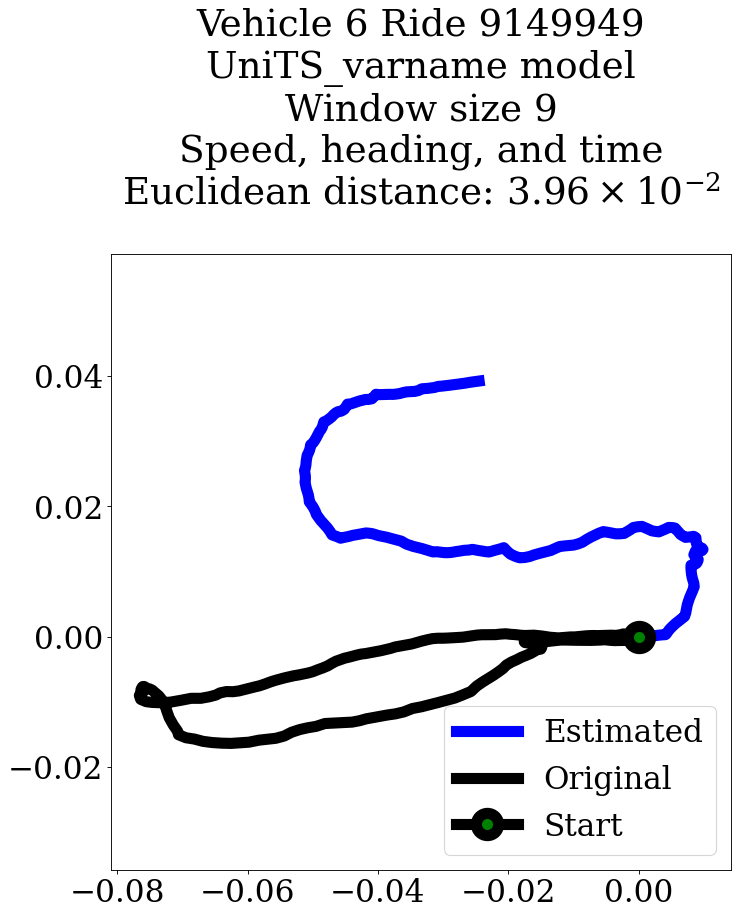 Vehicle 6 Ride 9149949
UniTS_varname model
Window size 9
Speed, heading, and time
Euclidean distance: 3.96 × 10⁻²
0.04
0.02
0.00
−0.02
−0.08 −0.06 −0.04 −0.02 0.00
Estimated
Original
Start